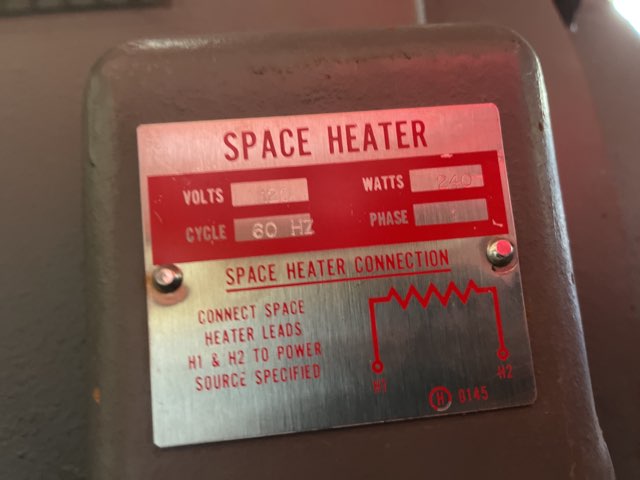 SPACE HEATER
VOLTS 120 WATTS 240
CYCLE 60 HZ PHASE
SPACE HEATER CONNECTION
CONNECT SPACE
HEATER LEADS
H1 & H2 TO POWER
SOURCE SPECIFIED
H1 H2
H 8145